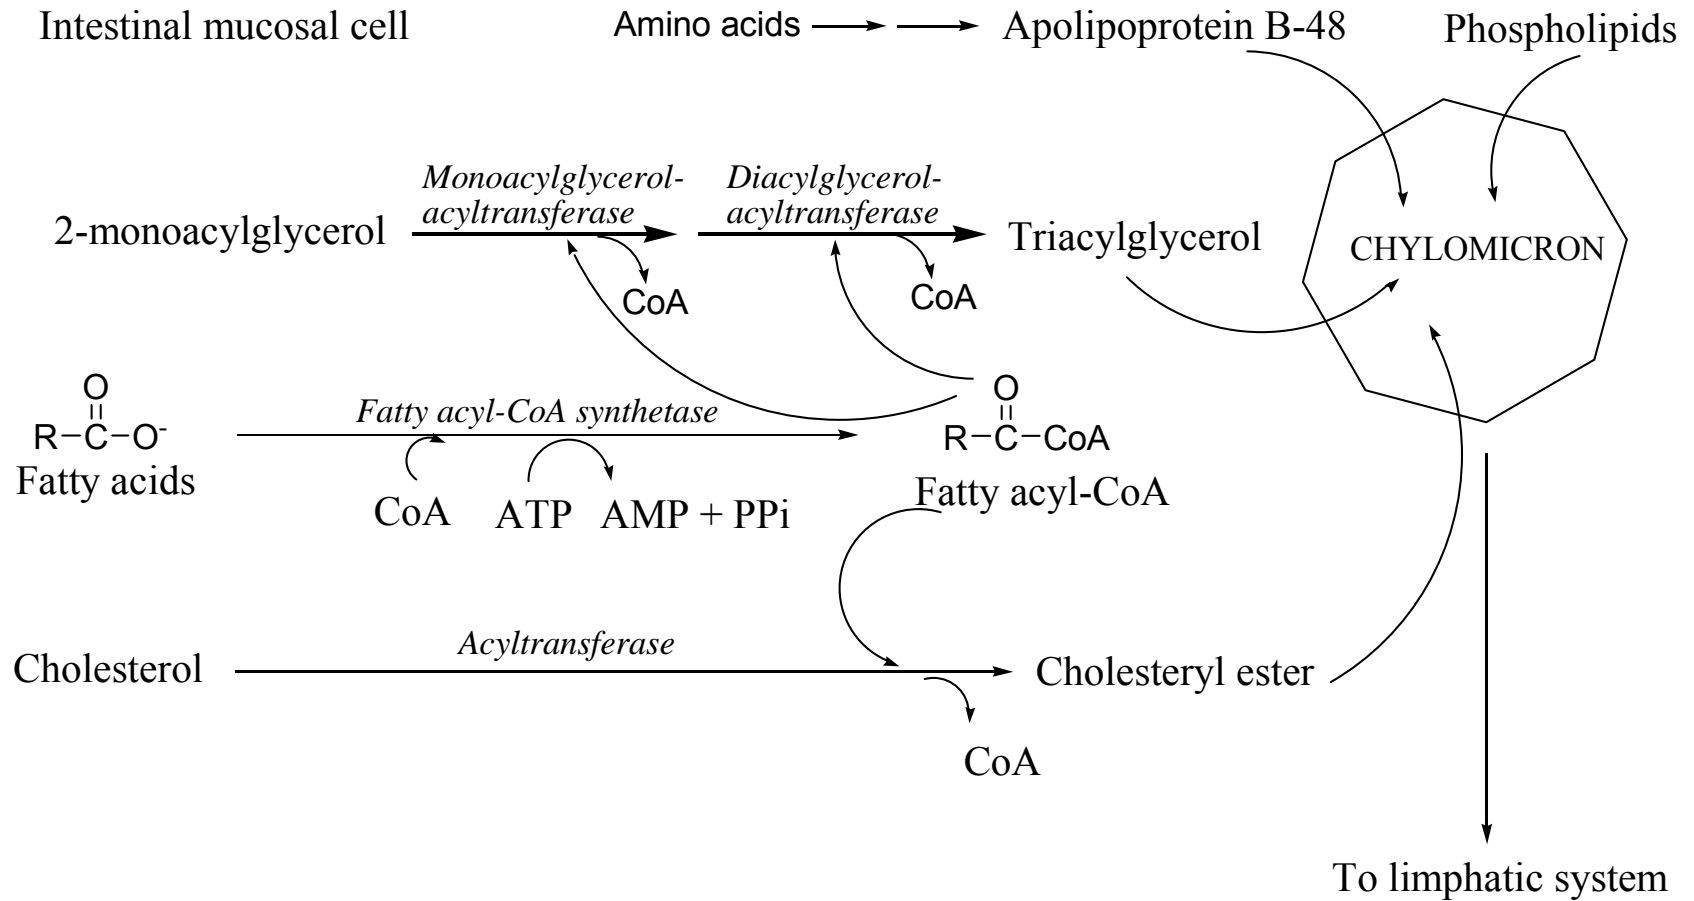 Intestinal mucosal cell
Amino acids
Apolipoprotein B-48
Phospholipids
Monoacylglycerol-
acyltransferase
Diacylglycerol-
acyltransferase
2-monoacylglycerol
Triacylglycerol
CHYLOMICRON
CoA
CoA
O
R-C-O-
Fatty acids
Fatty acyl-CoA synthetase
O
R-C-CoA
Fatty acyl-CoA
CoA
ATP
AMP + PPi
Acyltransferase
Cholesterol
Cholesteryl ester
CoA
To limphatic system